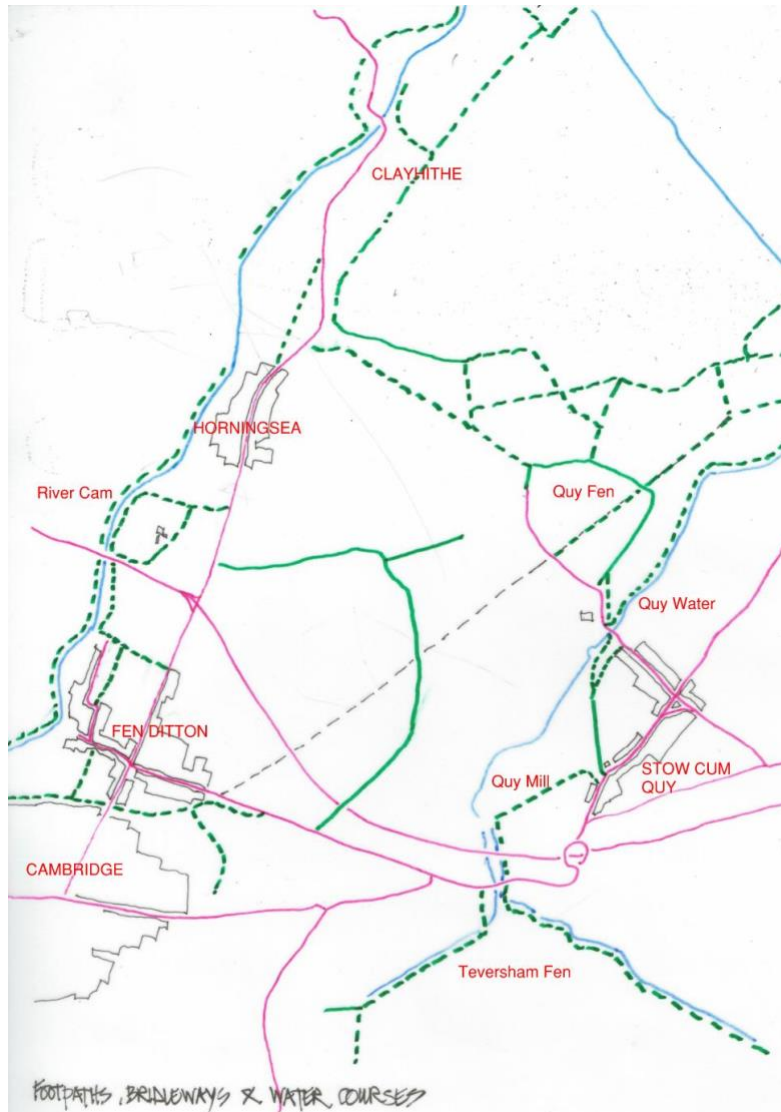 CLAYHITHE
HORNINGSEA
River Cam
Quy Fen
Quy Water
FEN DITTON
Quy Mill
STOW CUM
QUY
CAMBRIDGE
Teversham Fen
FOOTPATHS, BRIDLEWAYS & WATER COURSES